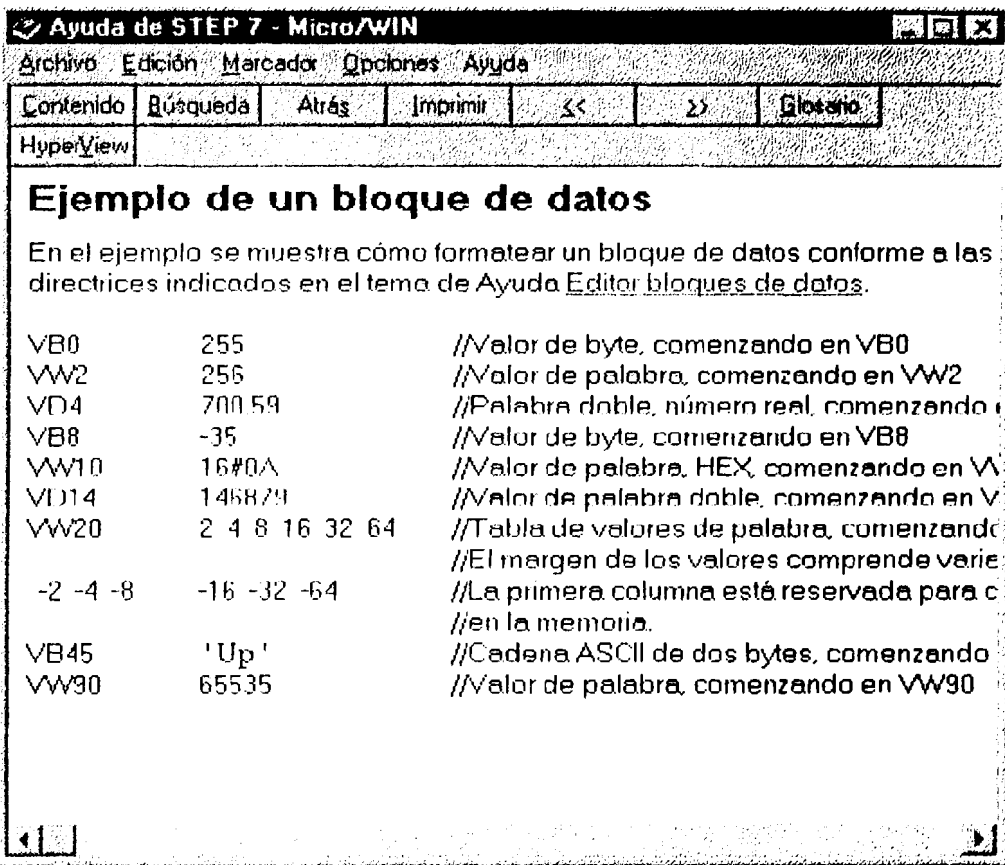 Ayuda de STEP 7 - Micro/WIN
Archivo Edición Marcador Opciones Ayuda
Contenido Búsqueda Atrás Imprimir << >> Glosario
HyperView
Ejemplo de un bloque de datos
En el ejemplo se muestra cómo formatear un bloque de datos conforme a las
directrices indicados en el tema de Ayuda Editor bloques de datos.
VB0 255 //Valor de byte, comenzando en VB0
VW2 256 //Valor de palabra, comenzando en VW2
VD4 700.59 //Palabra doble, número real, comenzando
VB8 -35 //Valor de byte, comenzando en VB8
VW10 16#0A //Valor de palabra, HEX, comenzando en
VD14 146879 //Valor de palabra doble, comenzando en V
VW20 2 4 8 16 32 64 //Tabla de valores de palabra, comenzando
//El margen de los valores comprende varie
-2 -4 -8 -16 -32 -64 //La primera columna está reservada para c
//en la memoria.
VB45 'Up' //Cadena ASCII de dos bytes, comenzando
VW90 65535 //Valor de palabra, comenzando en VW90